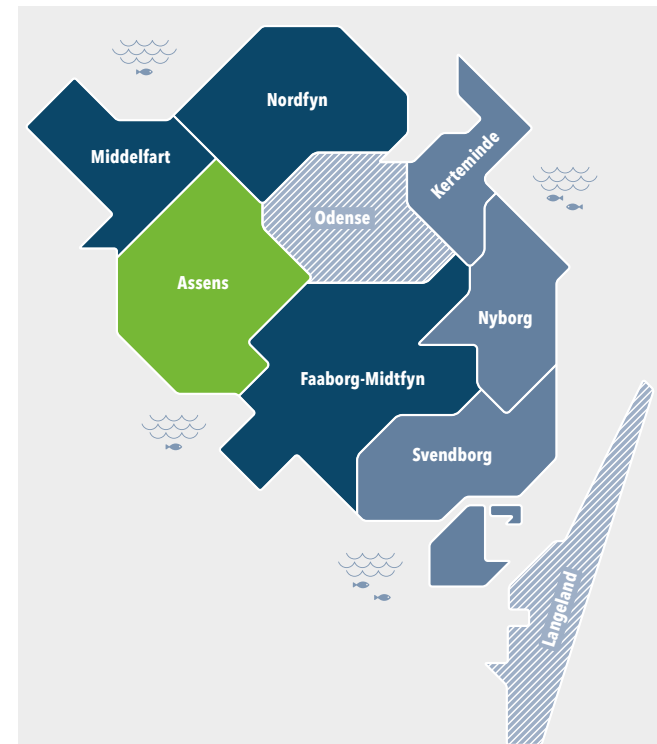 Nordfyn
Middelfart
Kerteminde
Odense
Assens
Nyborg
Faaborg-Midtfyn
Svendborg
Langeland